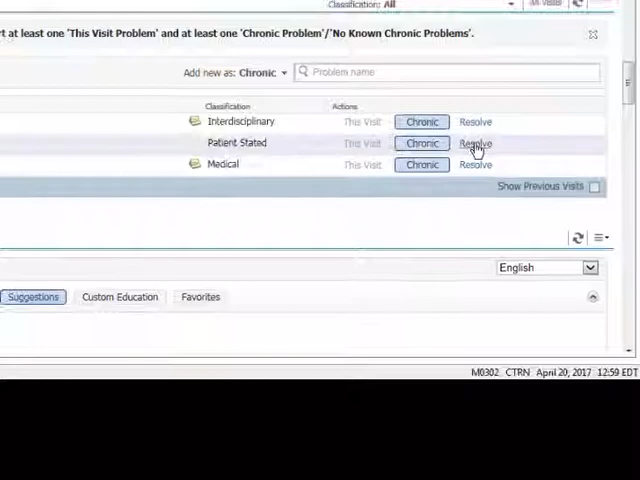 Classification: All
All Visits
t at least one 'This Visit Problem' and at least one 'Chronic Problem'/'No Known Chronic Problems'.
Add new as: Chronic Problem name
Classification Actions
Interdisciplinary This Visit Chronic Resolve
Patient Stated This Visit Chronic Resolve
Medical This Visit Chronic Resolve
Show Previous Visits
English
Suggestions Custom Education Favorites
M0302 CTRN April 20, 2017 12:59 EDT